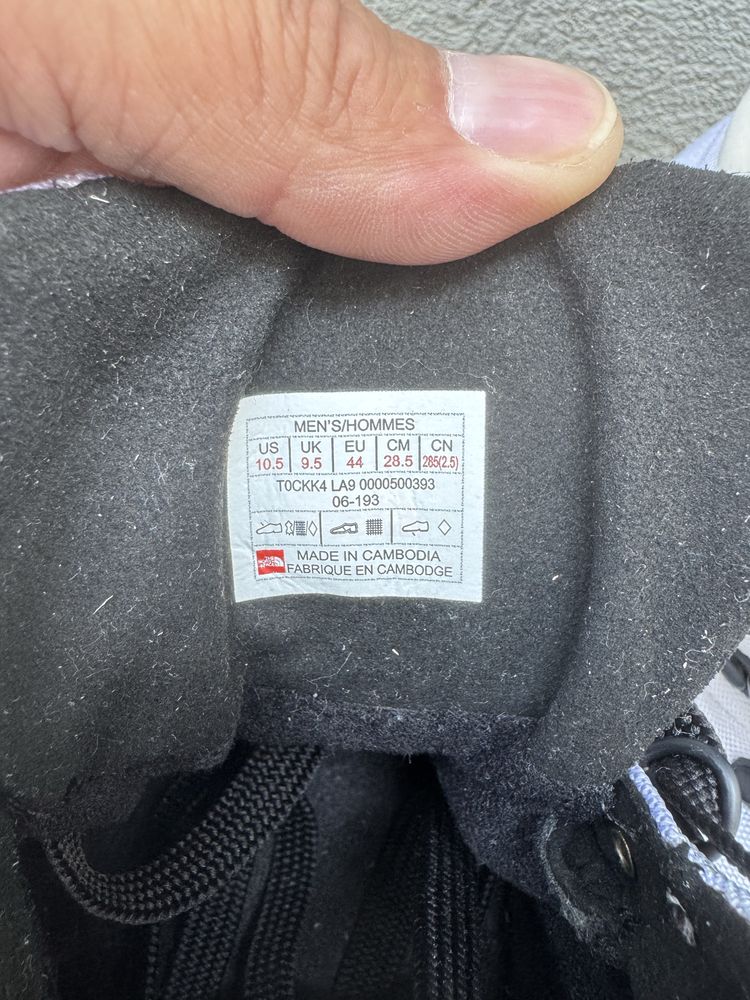 MEN'S/HOMMES
US UK EU CM CN
10.5 9.5 44 28.5 285(2.5)
T0CKK4 LA9 0000500393
06-193
MADE IN CAMBODIA
FABRIQUE EN CAMBODGE